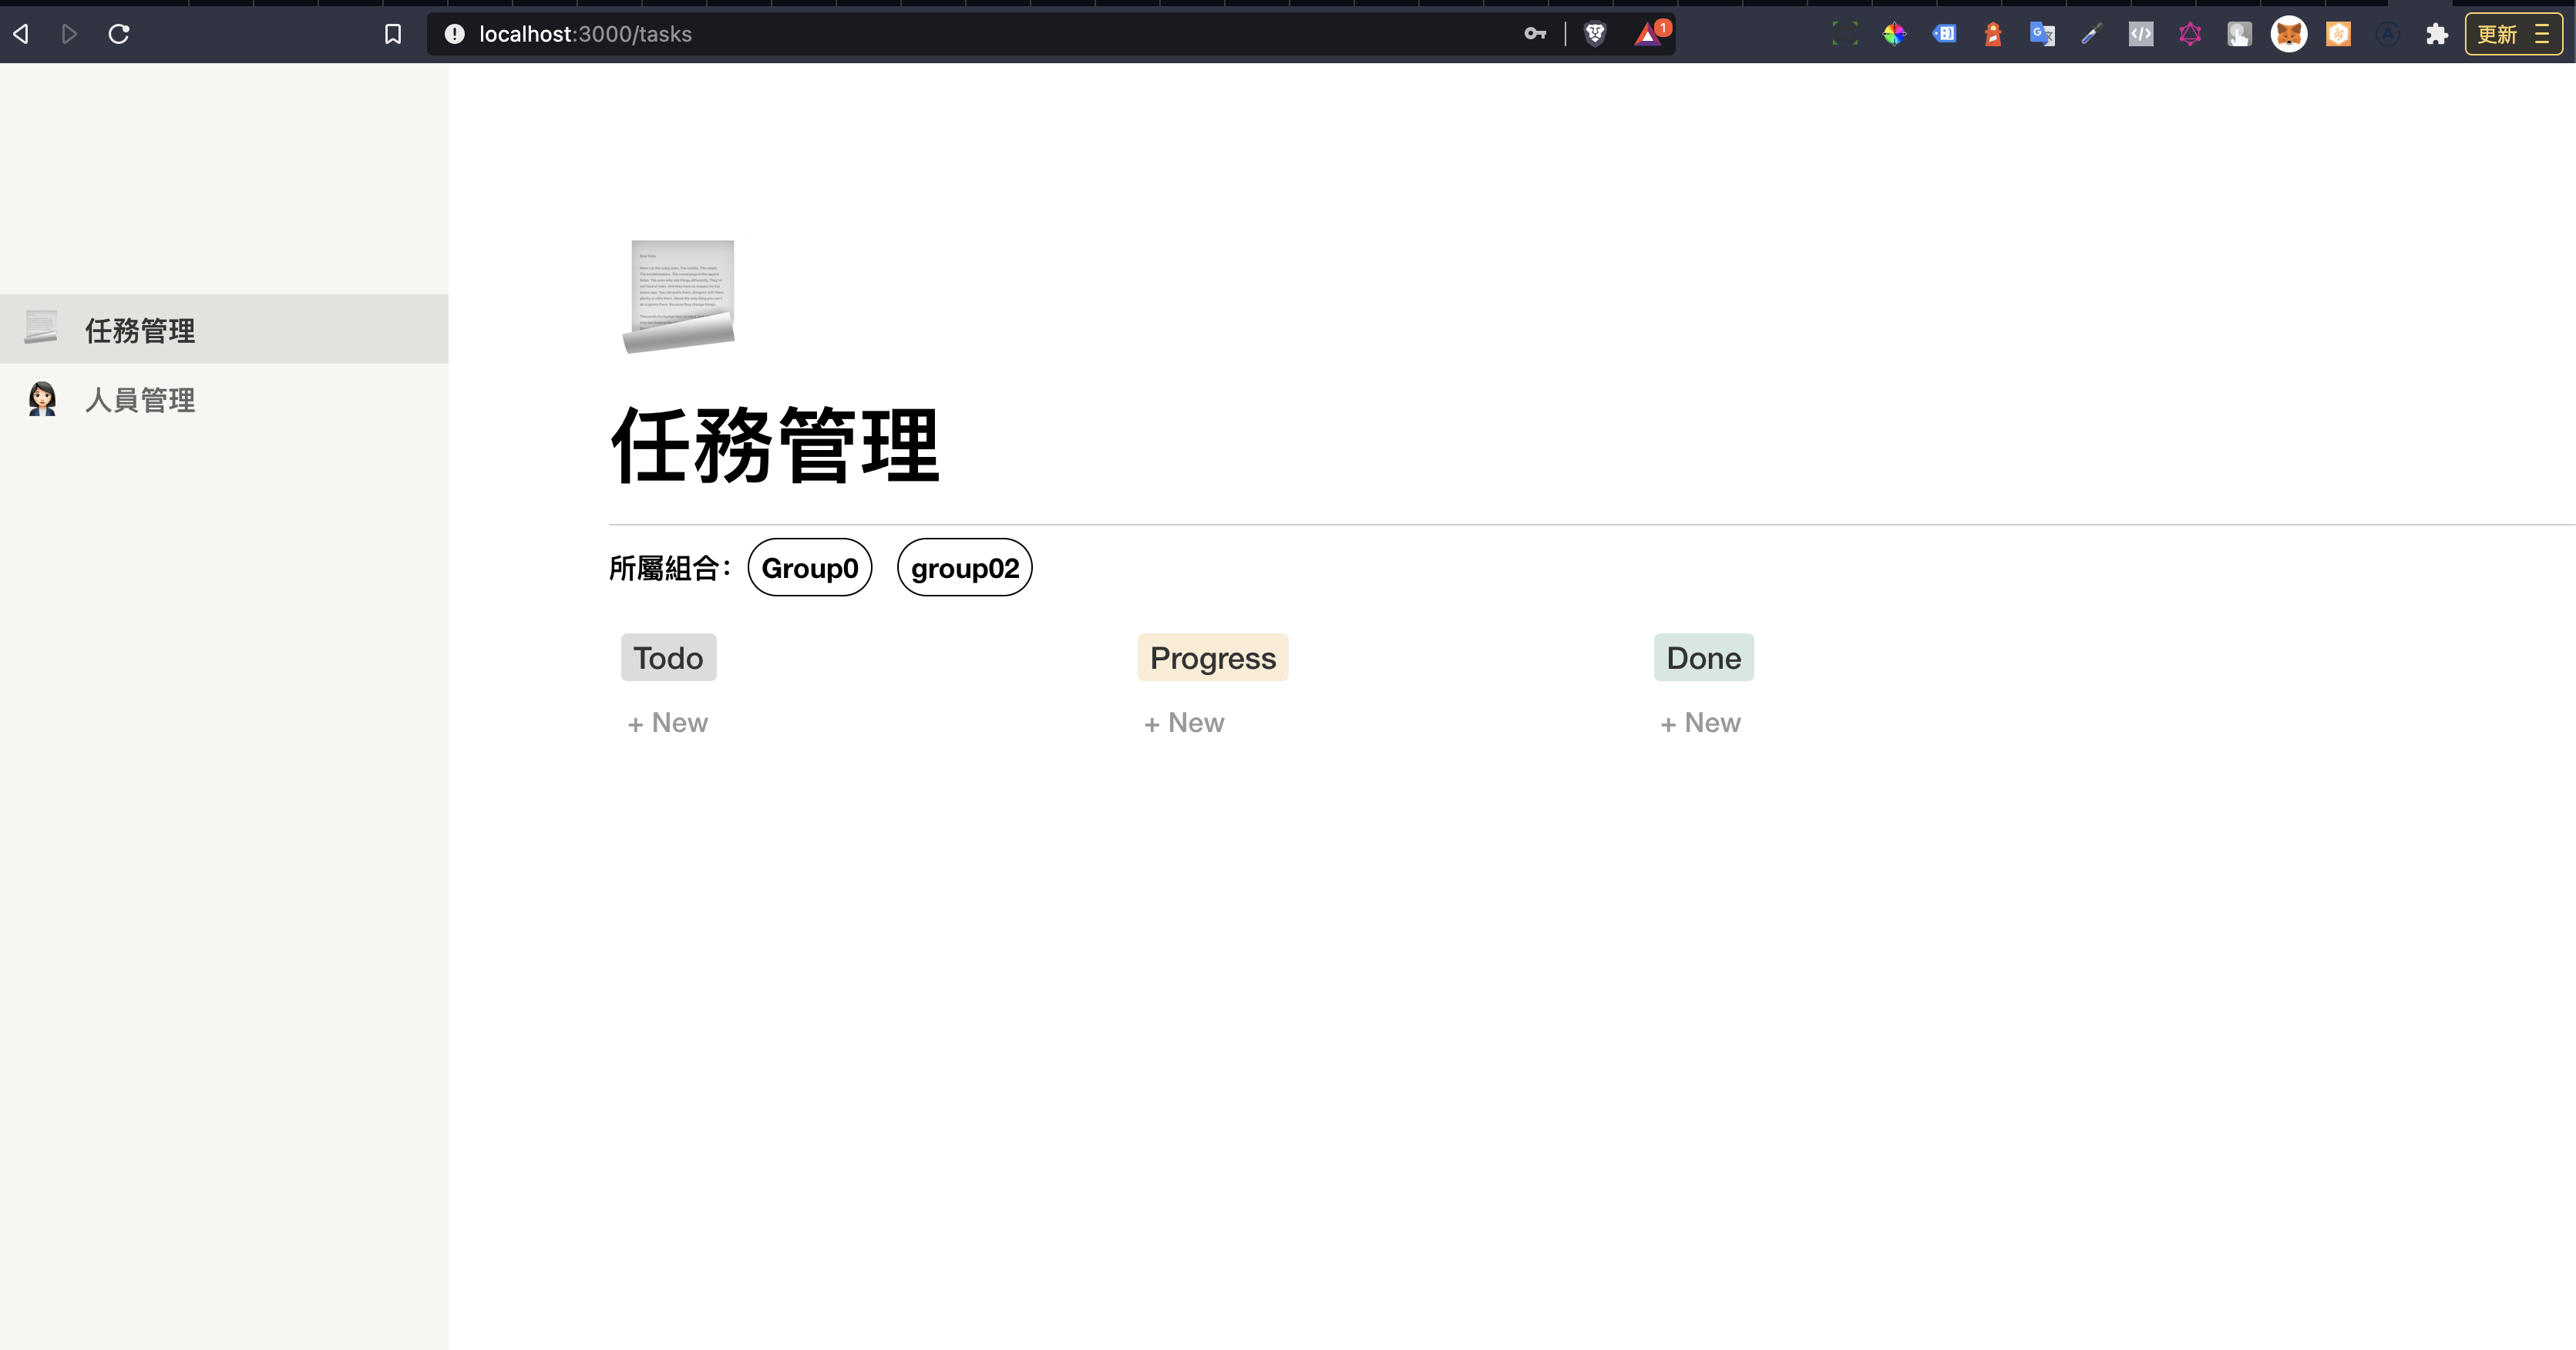 localhost:3000/tasks
1
更新
任務管理
人員管理
任務管理
所屬組合： Group0 group02
Todo Progress Done
+ New + New + New